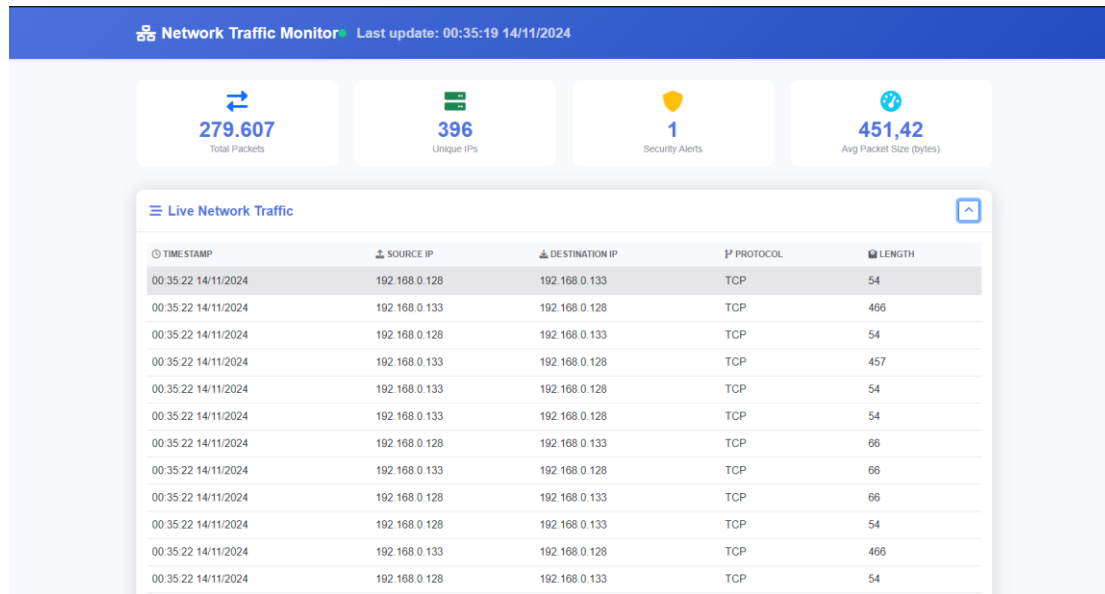 Network Traffic Monitor Last update: 00:35:19 14/11/2024
279.607 396 1 451,42
Total Packets Unique IPs Security Alerts Avg Packet Size (bytes)
Live Network Traffic
TIMESTAMP SOURCE IP DESTINATION IP PROTOCOL LENGTH
00:35:22 14/11/2024 192.168.0.128 192.168.0.133 TCP 54
00:35:22 14/11/2024 192.168.0.133 192.168.0.128 TCP 466
00:35:22 14/11/2024 192.168.0.128 192.168.0.133 TCP 54
00:35:22 14/11/2024 192.168.0.133 192.168.0.128 TCP 457
00:35:22 14/11/2024 192.168.0.133 192.168.0.128 TCP 54
00:35:22 14/11/2024 192.168.0.133 192.168.0.128 TCP 54
00:35:22 14/11/2024 192.168.0.128 192.168.0.133 TCP 66
00:35:22 14/11/2024 192.168.0.133 192.168.0.128 TCP 66
00:35:22 14/11/2024 192.168.0.128 192.168.0.133 TCP 66
00:35:22 14/11/2024 192.168.0.128 192.168.0.133 TCP 54
00:35:22 14/11/2024 192.168.0.133 192.168.0.128 TCP 466
00:35:22 14/11/2024 192.168.0.128 192.168.0.133 TCP 54